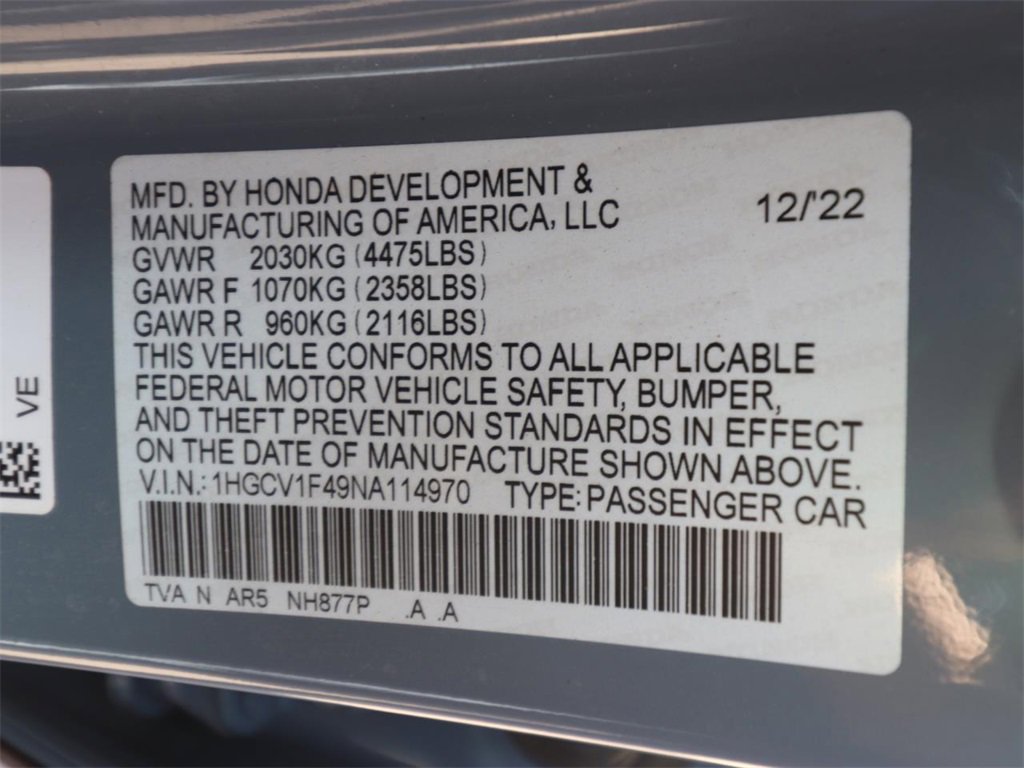 MFD. BY HONDA DEVELOPMENT &
MANUFACTURING OF AMERICA, LLC 12/'22
GVWR 2030KG (4475LBS)
GAWR F 1070KG (2358LBS)
GAWR R 960KG (2116LBS)
THIS VEHICLE CONFORMS TO ALL APPLICABLE
FEDERAL MOTOR VEHICLE SAFETY, BUMPER,
AND THEFT PREVENTION STANDARDS IN EFFECT
ON THE DATE OF MANUFACTURE SHOWN ABOVE.
V.I.N.: 1HGCV1F49NA114970 TYPE: PASSENGER CAR
TVA N AR5 NH877P .A .A
VE